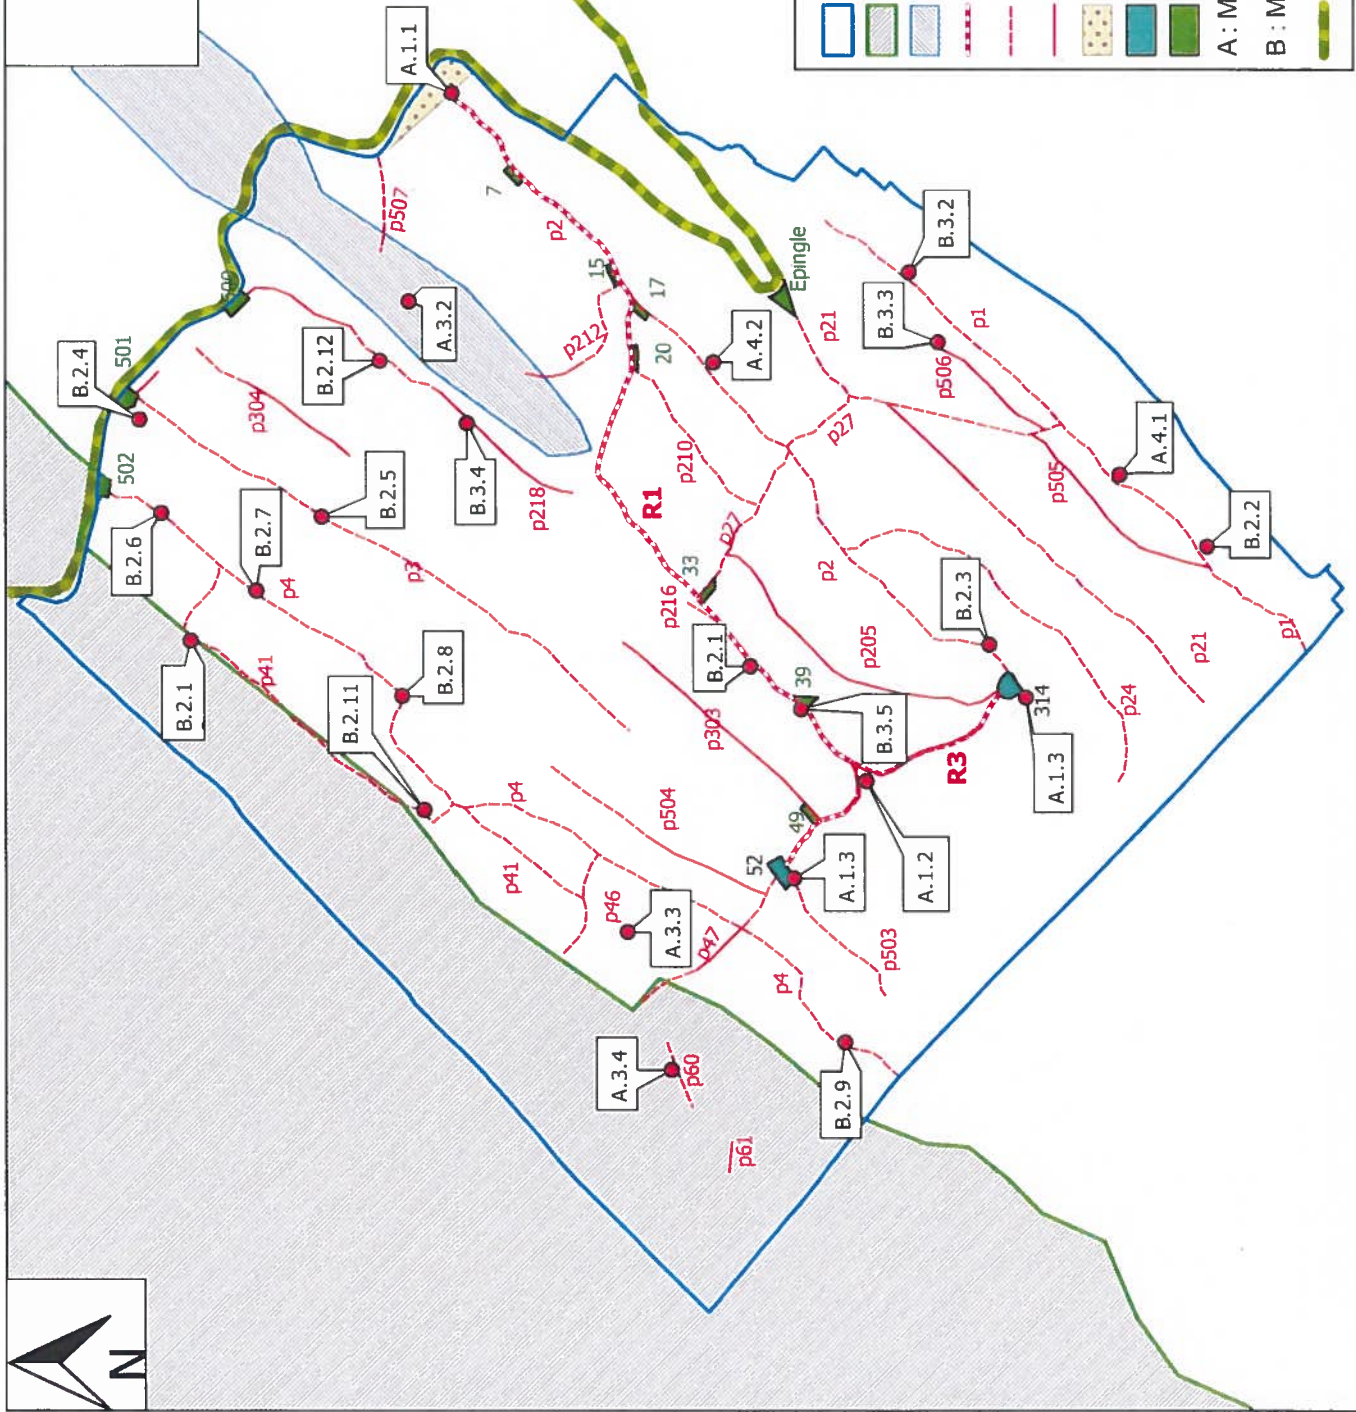 A.1.1
B.2.4
501
502
500
p507
7
p2
15
17
20
p212
Epingle
B.3.2
B.3.3
p21
p1
p506
A.4.2
A.3.2
B.2.12
p304
B.2.5
B.3.4
p218
B.2.6
B.2.7
p4
p3
R1
p210
p27
p27
p505
A.4.1
B.2.2
33
p216
B.2.1
p2
B.2.3
p205
39
B.3.5
p303
B.2.1
p41
B.2.8
B.2.11
p4
p504
49
R3
314
A.1.3
p24
p21
p1
52
A.1.3
A.1.2
p41
p46
A.3.3
p47
p503
p4
A.3.4
p60
p61
B.2.9
A : M
B : M
N